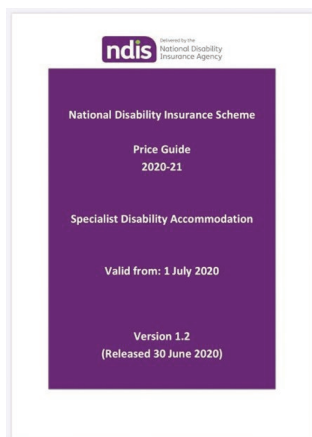 ndis
Delivered by the
National Disability
Insurance Agency
National Disability Insurance Scheme
Price Guide
2020-21
Specialist Disability Accommodation
Valid from: 1 July 2020
Version 1.2
(Released 30 June 2020)